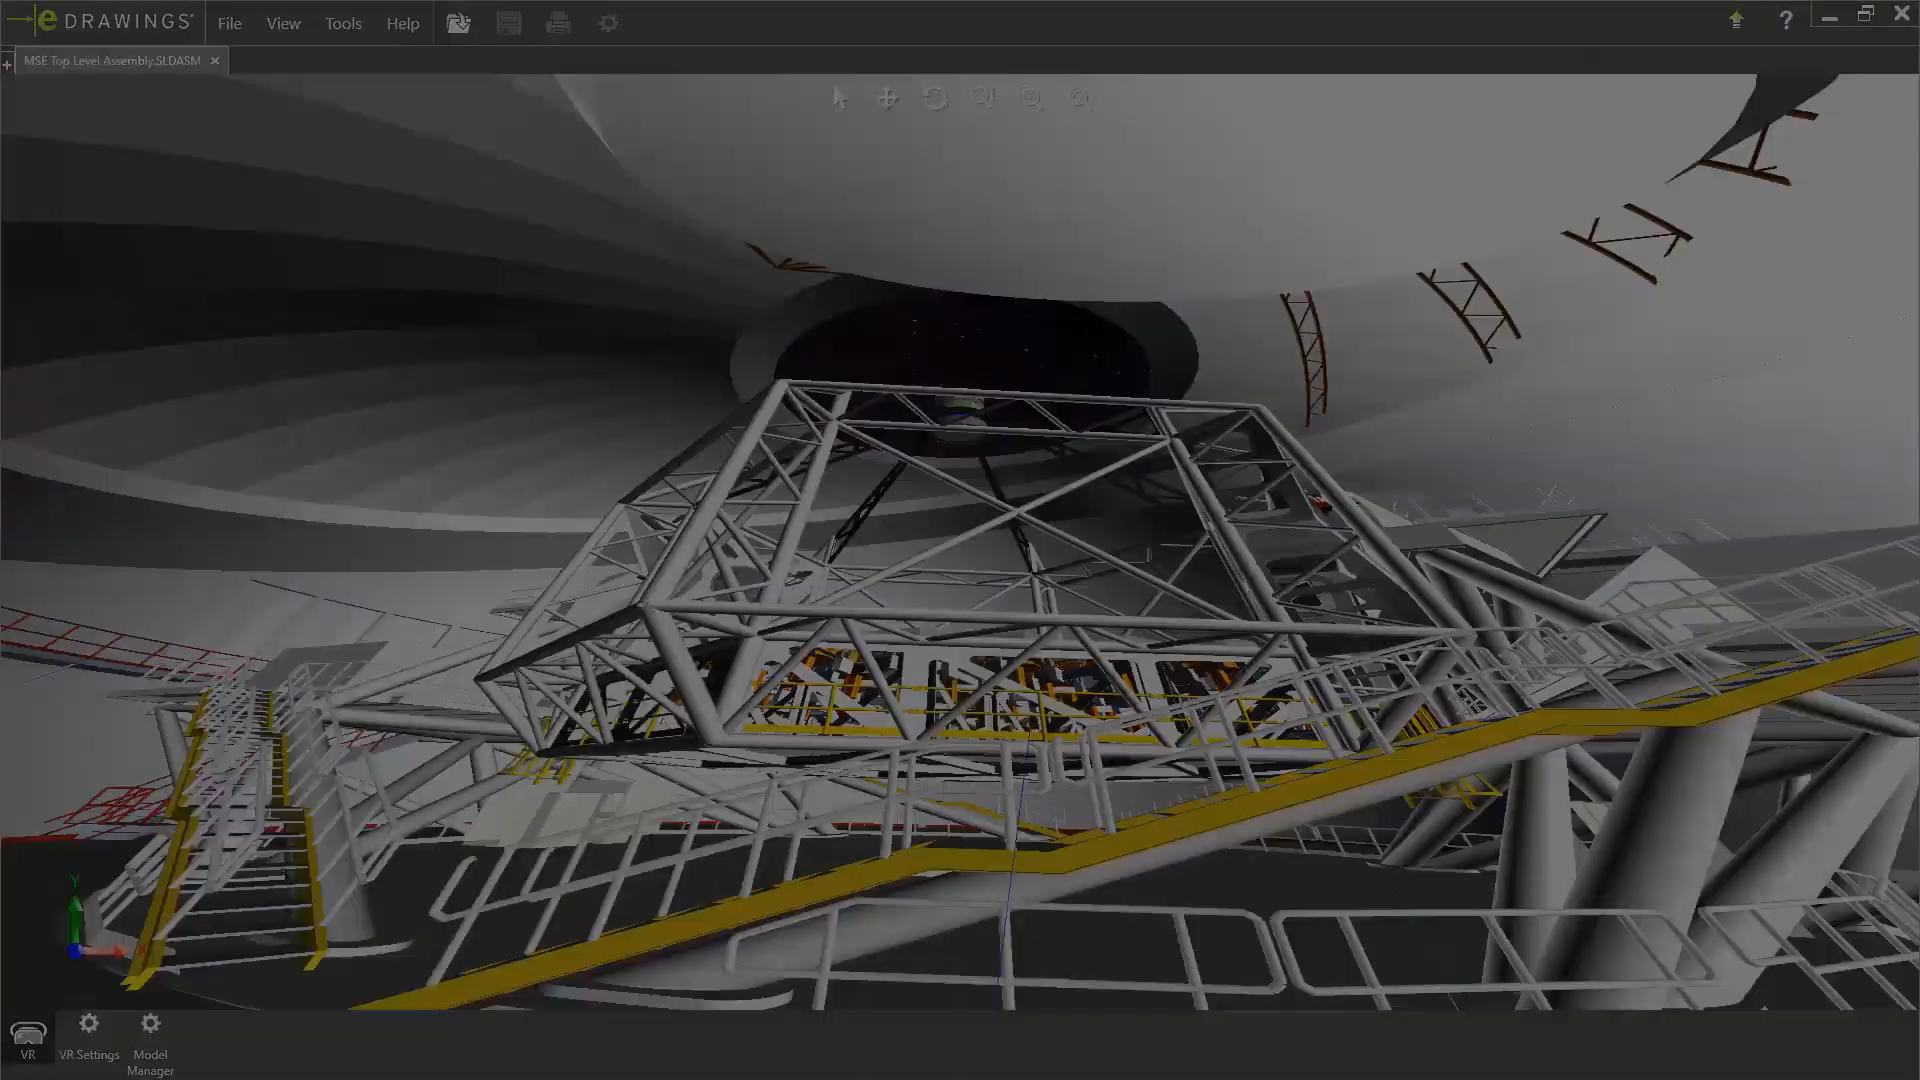 eDRAWINGS
File View Tools Help
MSE Top Level Assembly.SLDASM
Y
X
VR VR Settings Model
Manager